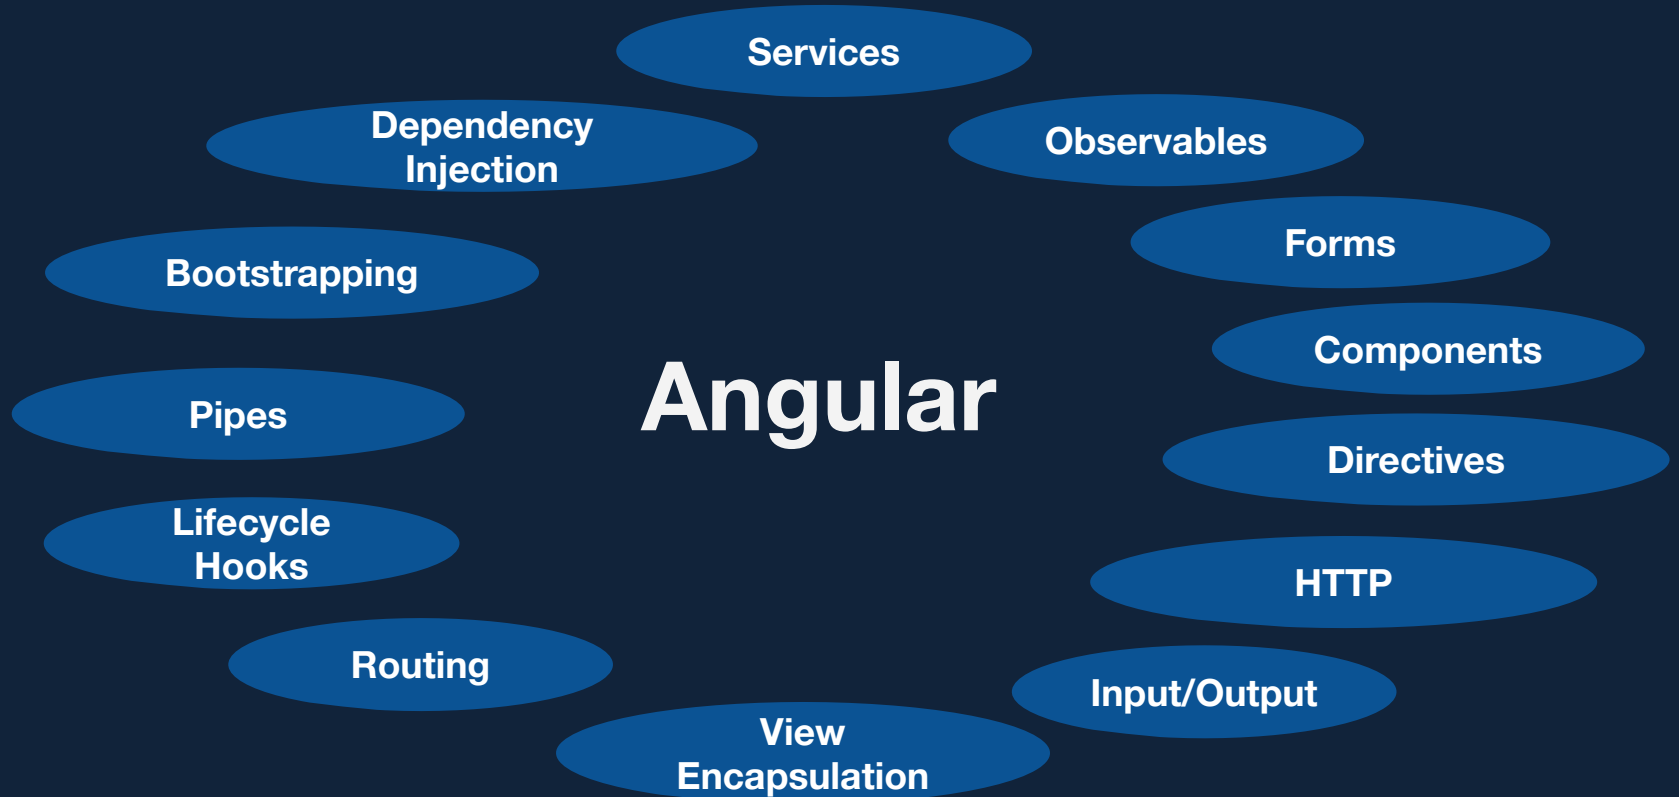 Services
Dependency
Injection
Observables
Forms
Bootstrapping
Components
Angular
Pipes
Directives
Lifecycle
Hooks
HTTP
Routing
Input/Output
View
Encapsulation